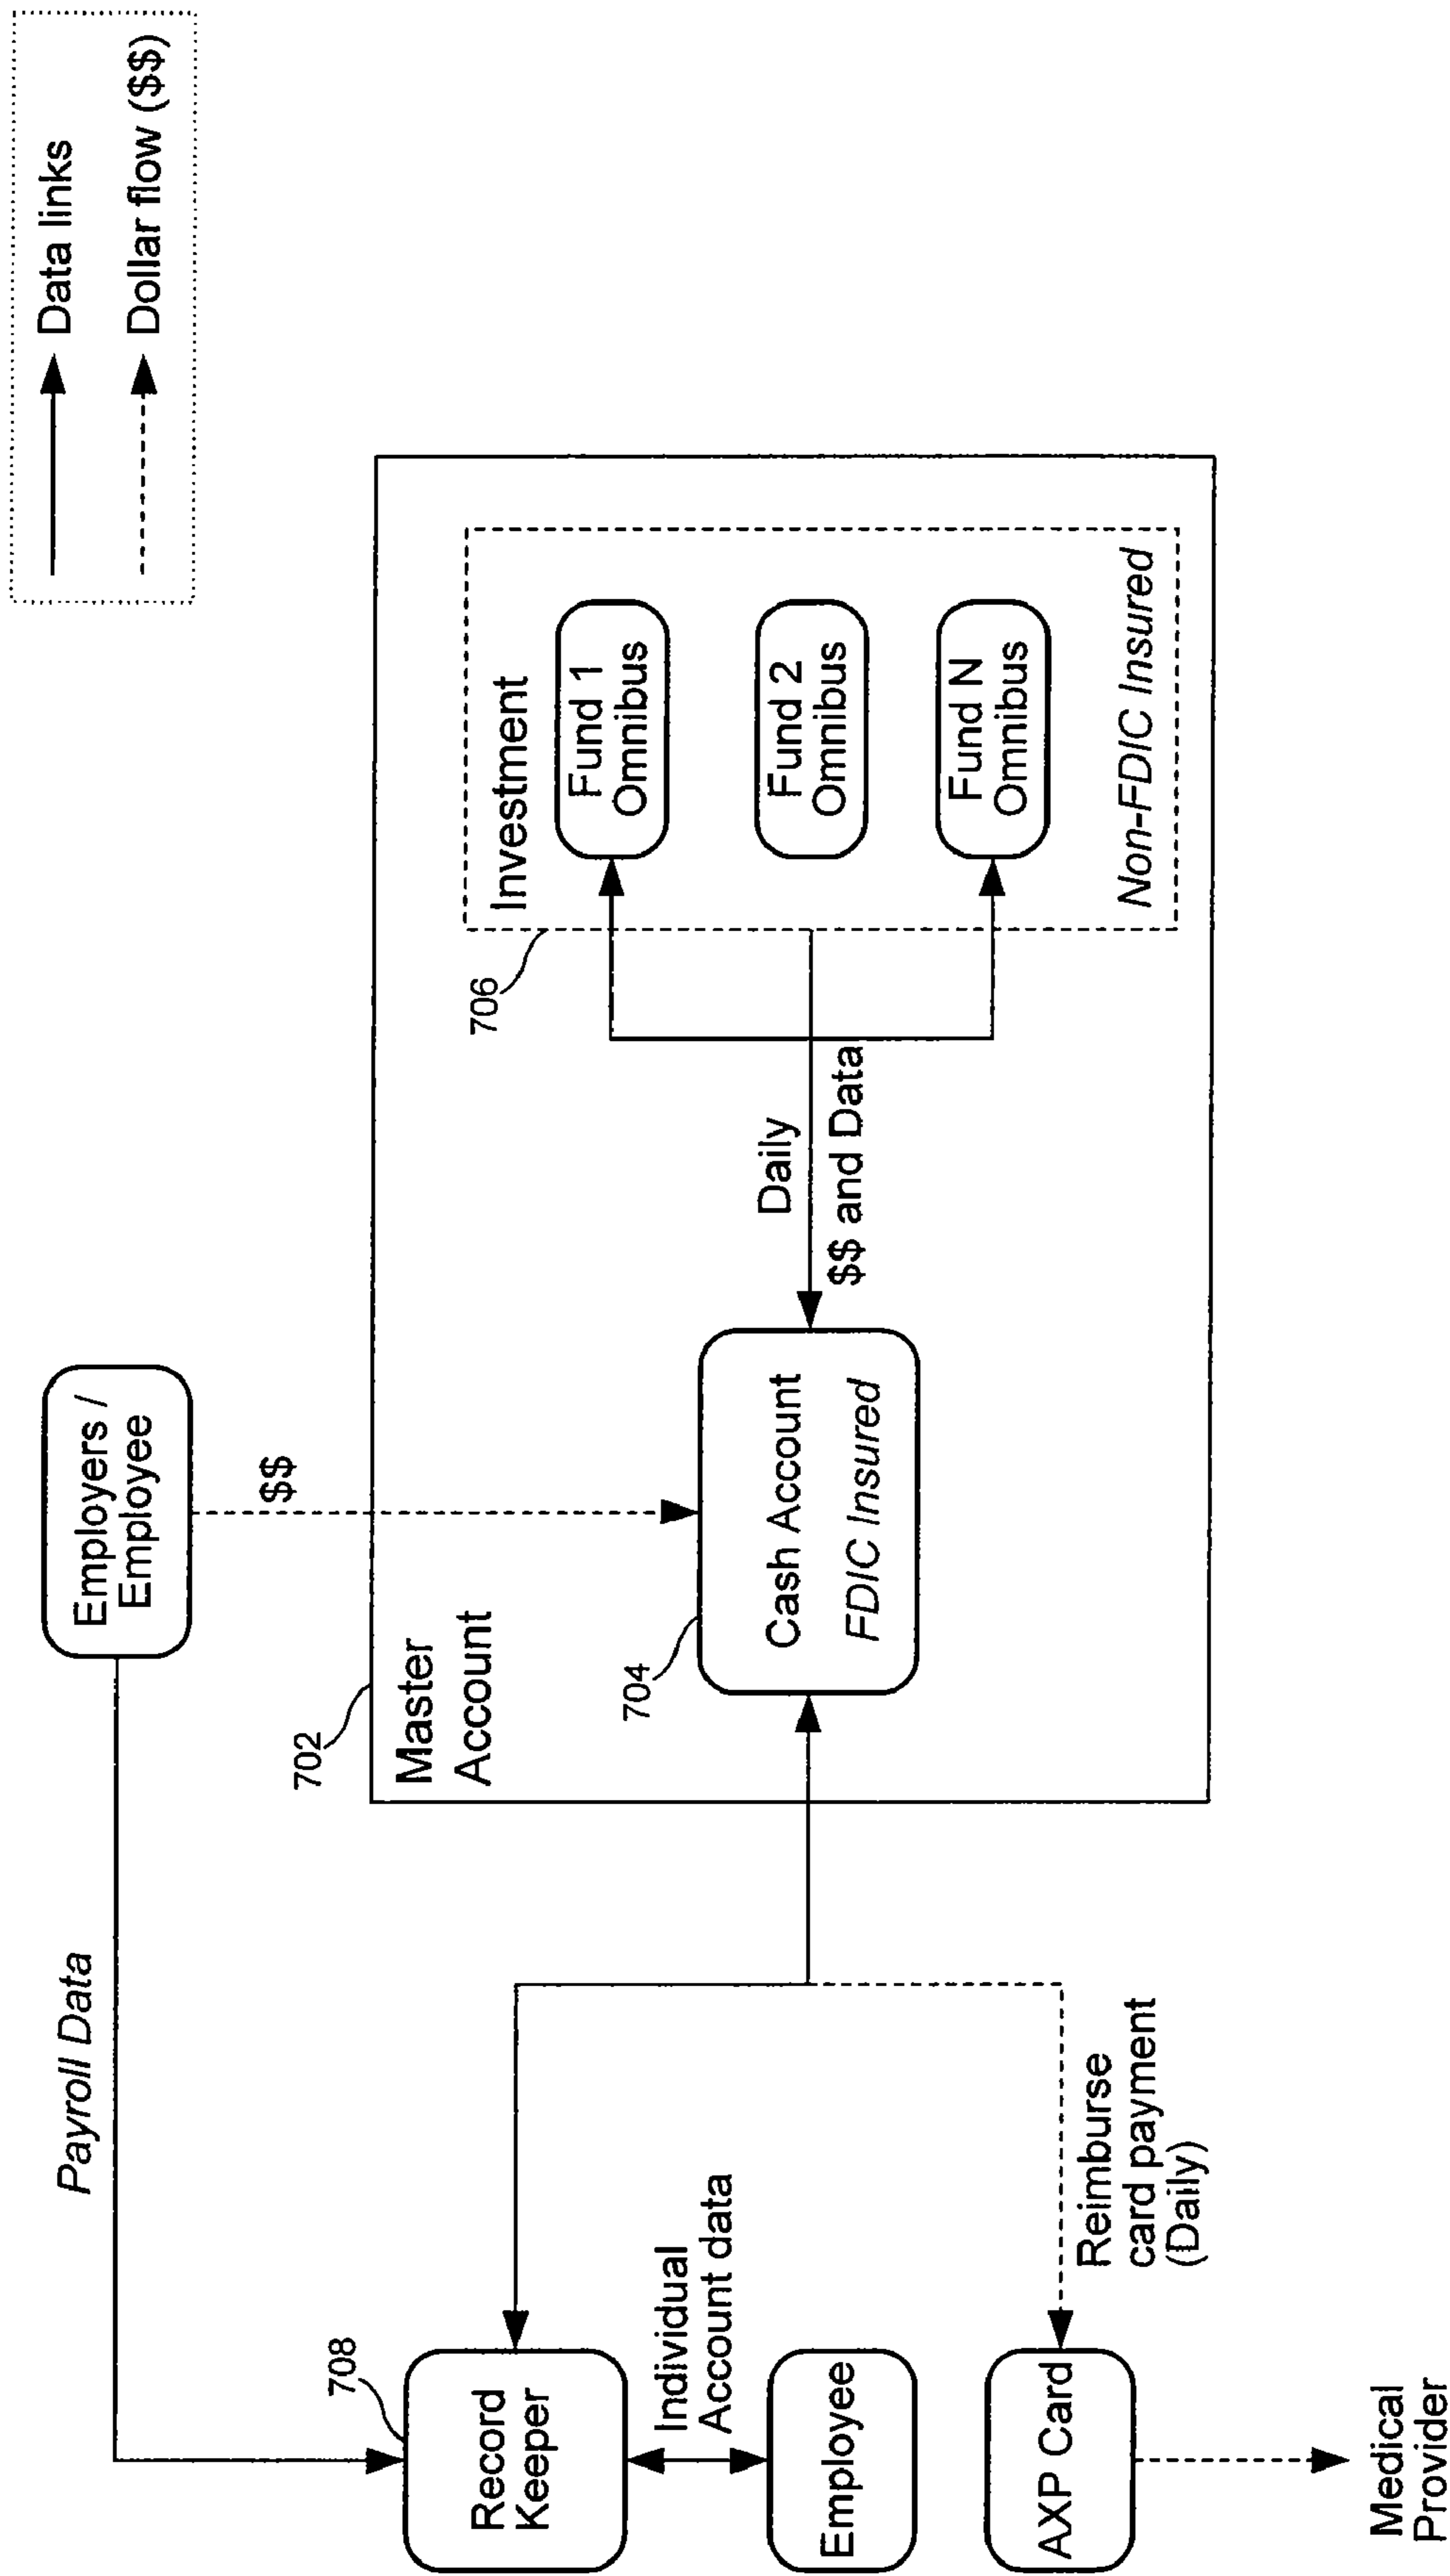 Data links
Dollar flow ($$)
Employers /
Employee
$$
Payroll Data
702
Master
Account
704
Cash Account
FDIC Insured
Daily
$$ and Data
706
Investment
Fund 1
Omnibus
Fund 2
Omnibus
Fund N
Omnibus
Non-FDIC Insured
708
Record
Keeper
Individual
Account data
Employee
AXP Card
Reimburse
card payment
(Daily)
Medical
Provider